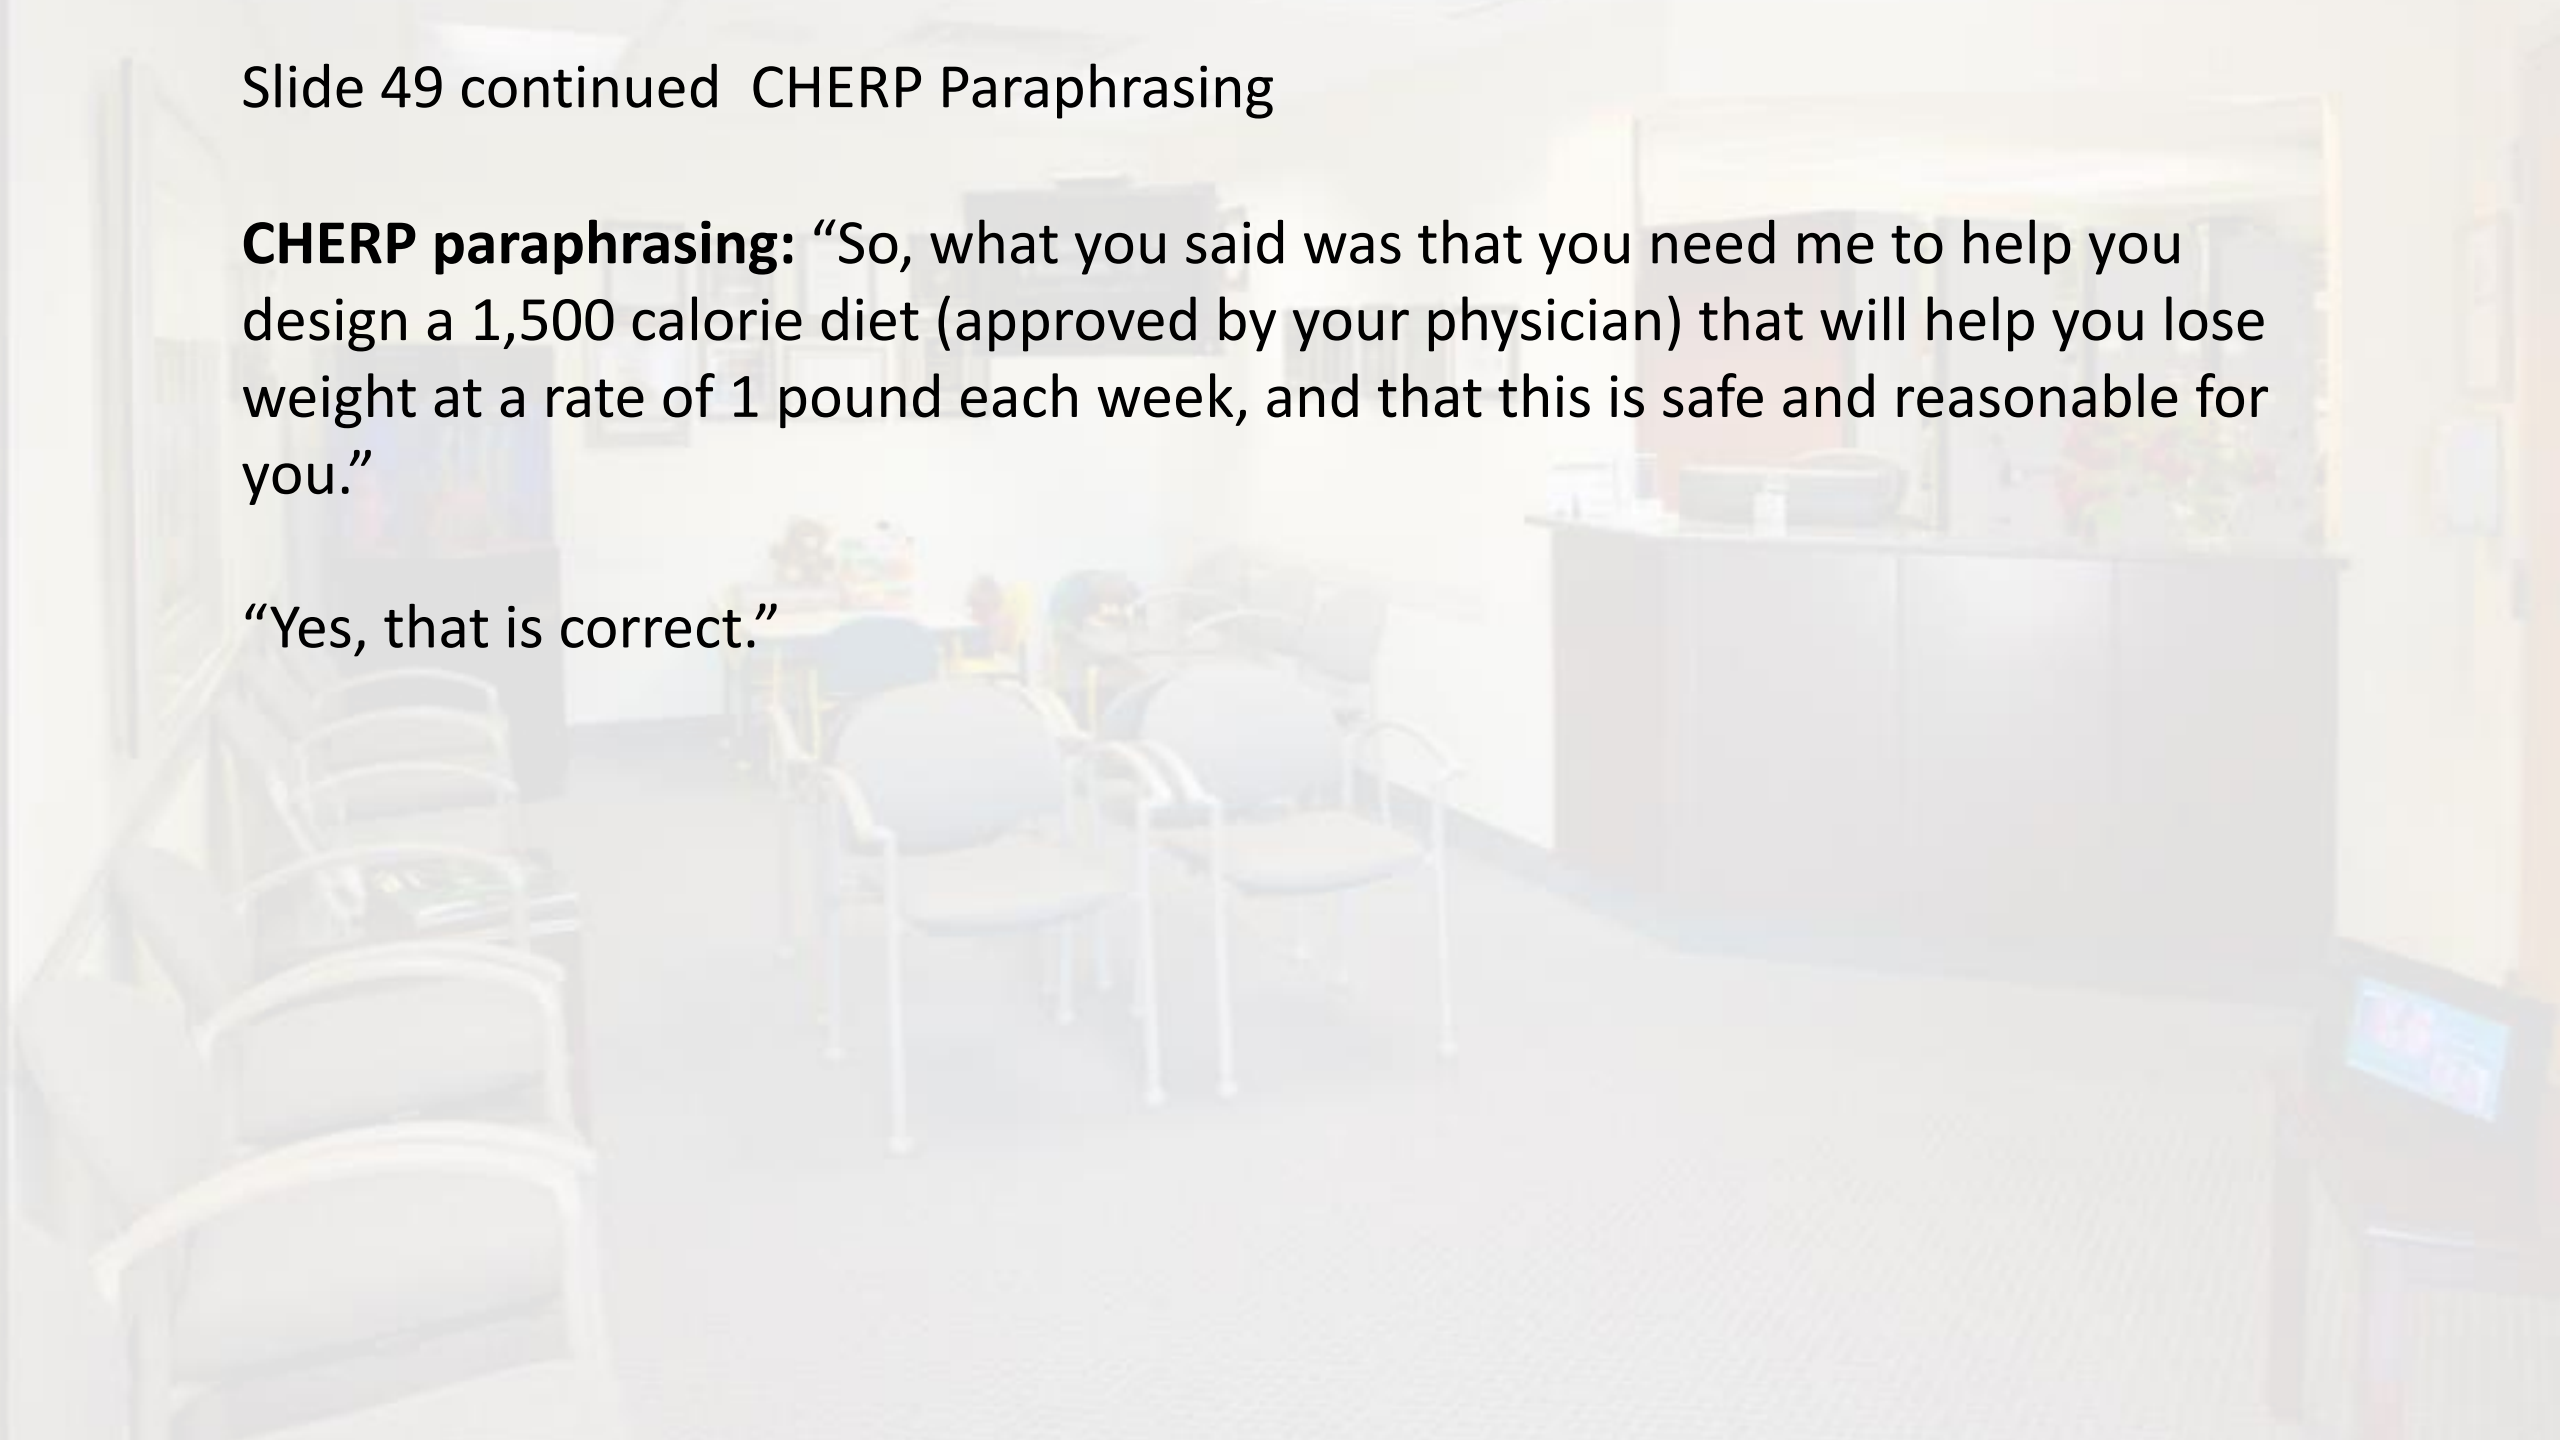 Slide 49 continued  CHERP Paraphrasing
CHERP paraphrasing: “So, what you said was that you need me to help you
design a 1,500 calorie diet (approved by your physician) that will help you lose
weight at a rate of 1 pound each week, and that this is safe and reasonable for
you.”
“Yes, that is correct.”